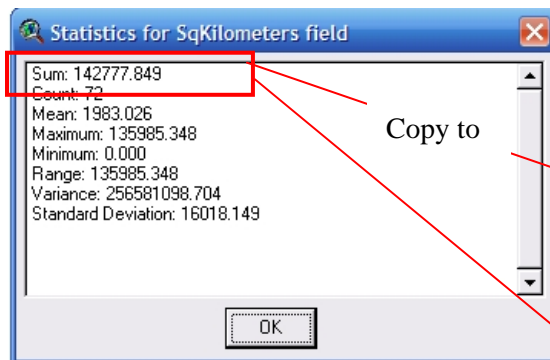 Statistics for SqKilometers field
Sum: 142777.849
Count: 72
Mean: 1983.026
Maximum: 135985.348
Minimum: 0.000
Range: 135985.348
Variance: 256581098.704
Standard Deviation: 16018.149
Copy to
OK